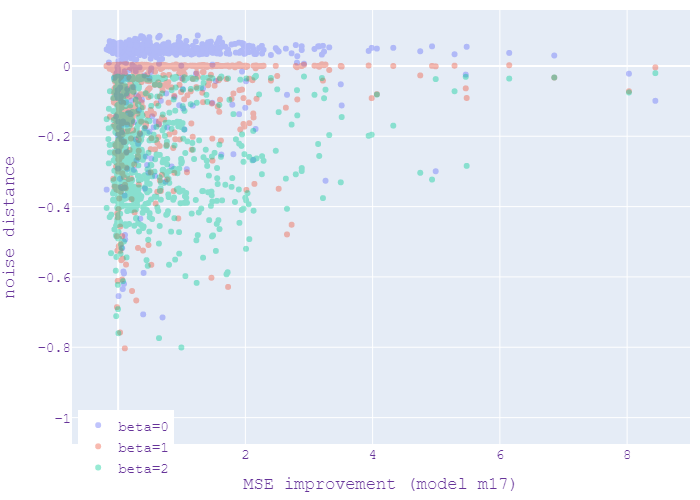 noise distance
0
−0.2
−0.4
−0.6
−0.8
−1
beta=0
beta=1
beta=2
2
4
6
8
MSE improvement (model m17)